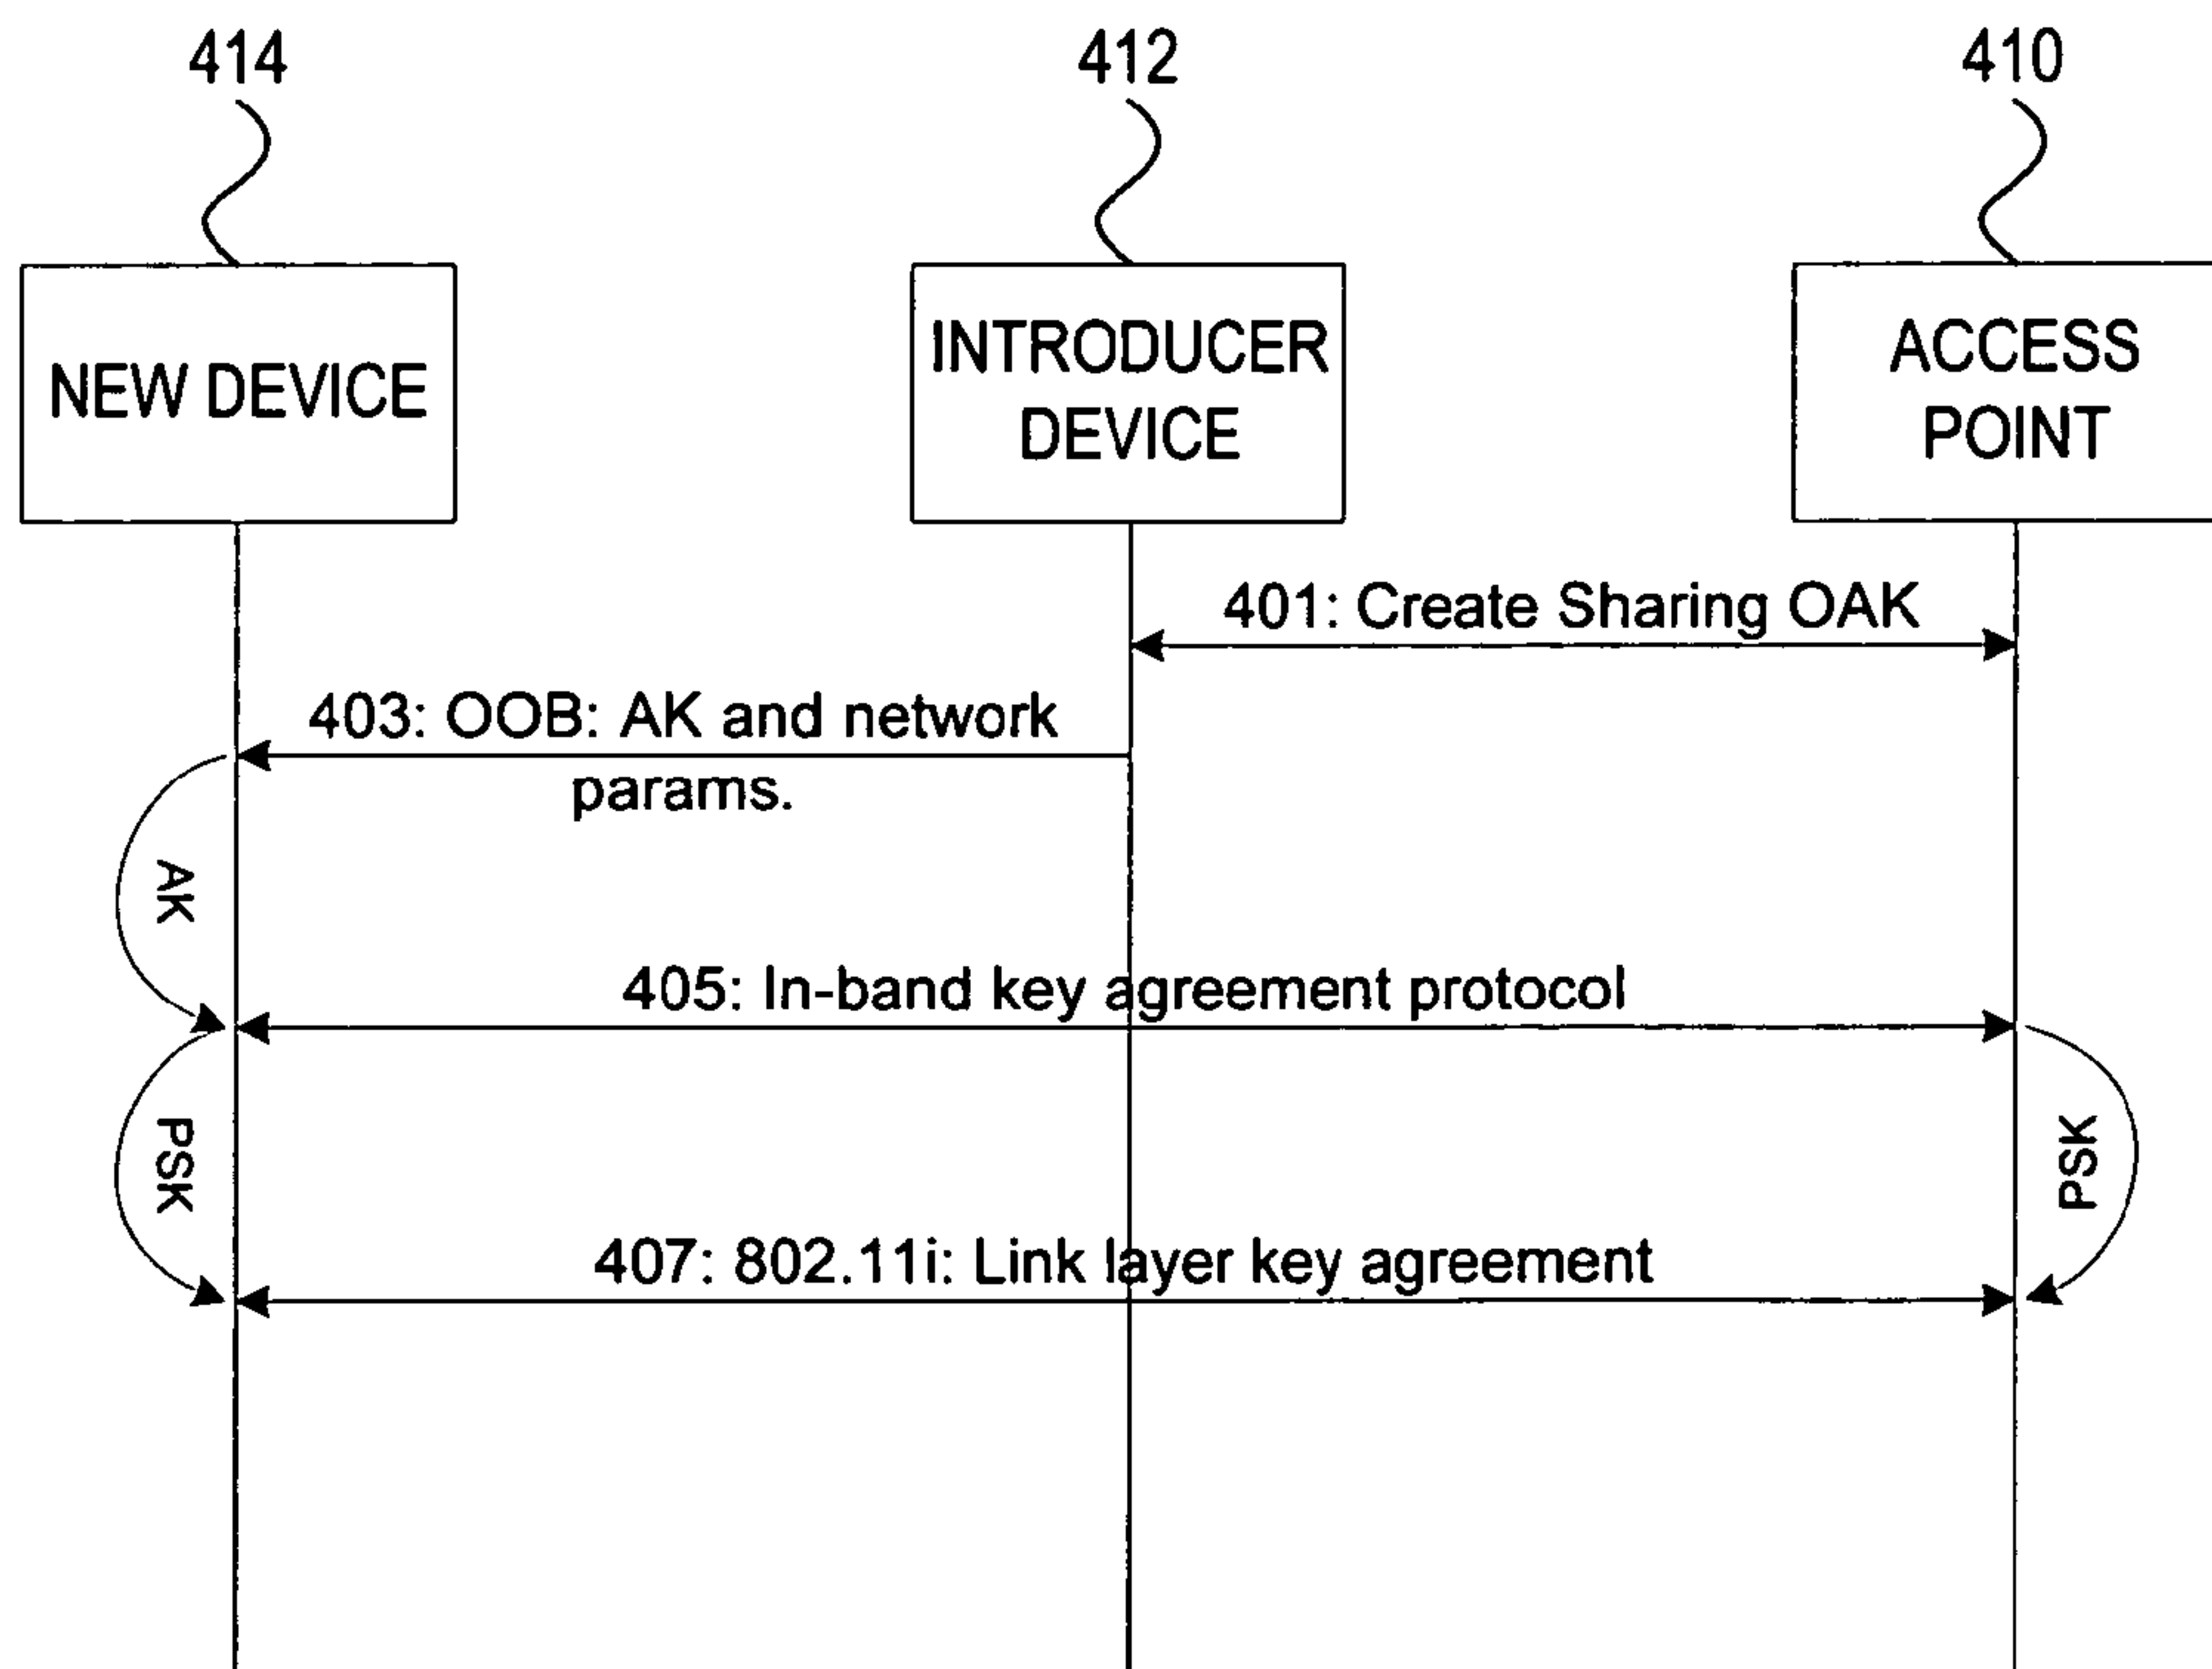 414
412
410
NEW DEVICE
INTRODUCER
DEVICE
ACCESS
POINT
401: Create Sharing OAK
403: OOB: AK and network
params.
AK
405: In-band key agreement protocol
PSK
PSK
407: 802.11i: Link layer key agreement